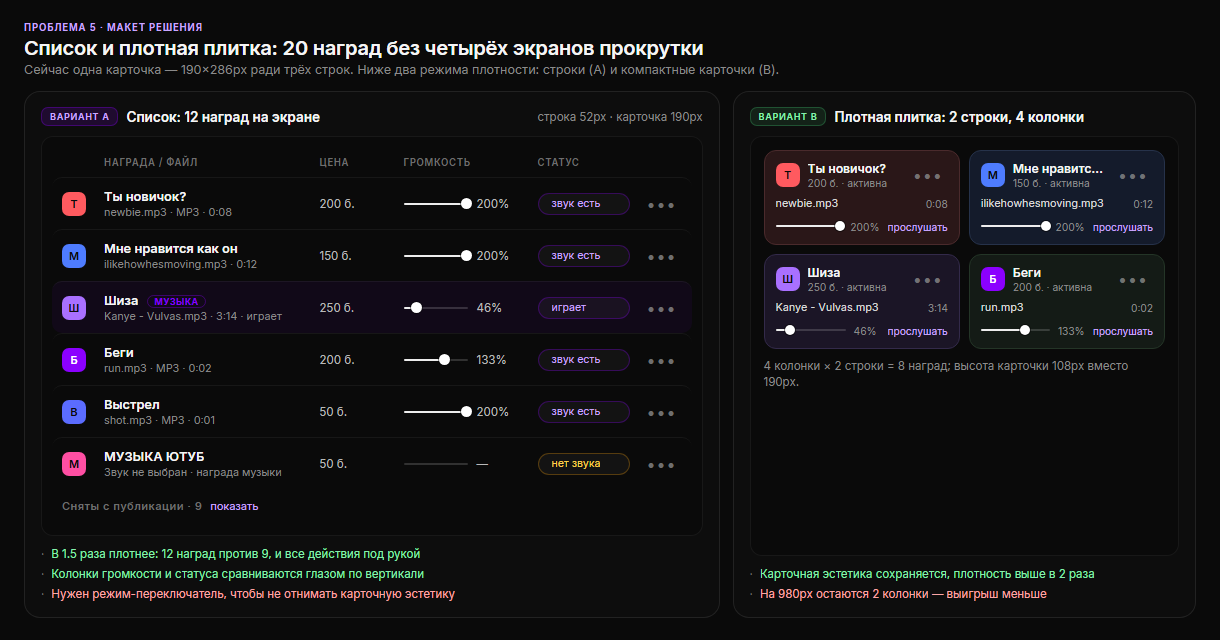 ПРОБЛЕМА 5 · МАКЕТ РЕШЕНИЯ
Список и плотная плитка: 20 наград без четырёх экранов прокрутки
Сейчас одна карточка — 190×286px ради трёх строк. Ниже два режима плотности: строки (A) и компактные карточки (B).
ВАРИАНТ A
Список: 12 наград на экране
строка 52px · карточка 190px
НАГРАДА / ФАЙЛ
ЦЕНА
ГРОМКОСТЬ
СТАТУС
Т
Ты новичок?
newbie.mp3 · MP3 · 0:08
200 б.
200%
звук есть
М
Мне нравится как он
ilikehowhesmoving.mp3 · 0:12
150 б.
200%
звук есть
Ш
Шиза
МУЗЫКА
Kanye - Vulvas.mp3 · 3:14 · играет
250 б.
46%
играет
Б
Беги
run.mp3 · MP3 · 0:02
200 б.
133%
звук есть
В
Выстрел
shot.mp3 · MP3 · 0:01
50 б.
200%
звук есть
М
МУЗЫКА ЮТУБ
Звук не выбран · награда музыки
50 б.
—
нет звука
Сняты с публикации · 9 показать
· В 1.5 раза плотнее: 12 наград против 9, и все действия под рукой
· Колонки громкости и статуса сравниваются глазом по вертикали
· Нужен режим-переключатель, чтобы не отнимать карточную эстетику
ВАРИАНТ B
Плотная плитка: 2 строки, 4 колонки
Т
Ты новичок?
200 б. · активна
newbie.mp3
0:08
200%
прослушать
М
Мне нравитс...
150 б. · активна
ilikehowhesmoving.mp3
0:12
200%
прослушать
Ш
Шиза
250 б. · активна
Kanye - Vulvas.mp3
3:14
46%
прослушать
Б
Беги
200 б. · активна
run.mp3
0:02
133%
прослушать
4 колонки × 2 строки = 8 наград; высота карточки 108px вместо
190px.
· Карточная эстетика сохраняется, плотность выше в 2 раза
· На 980px остаются 2 колонки — выигрыш меньше